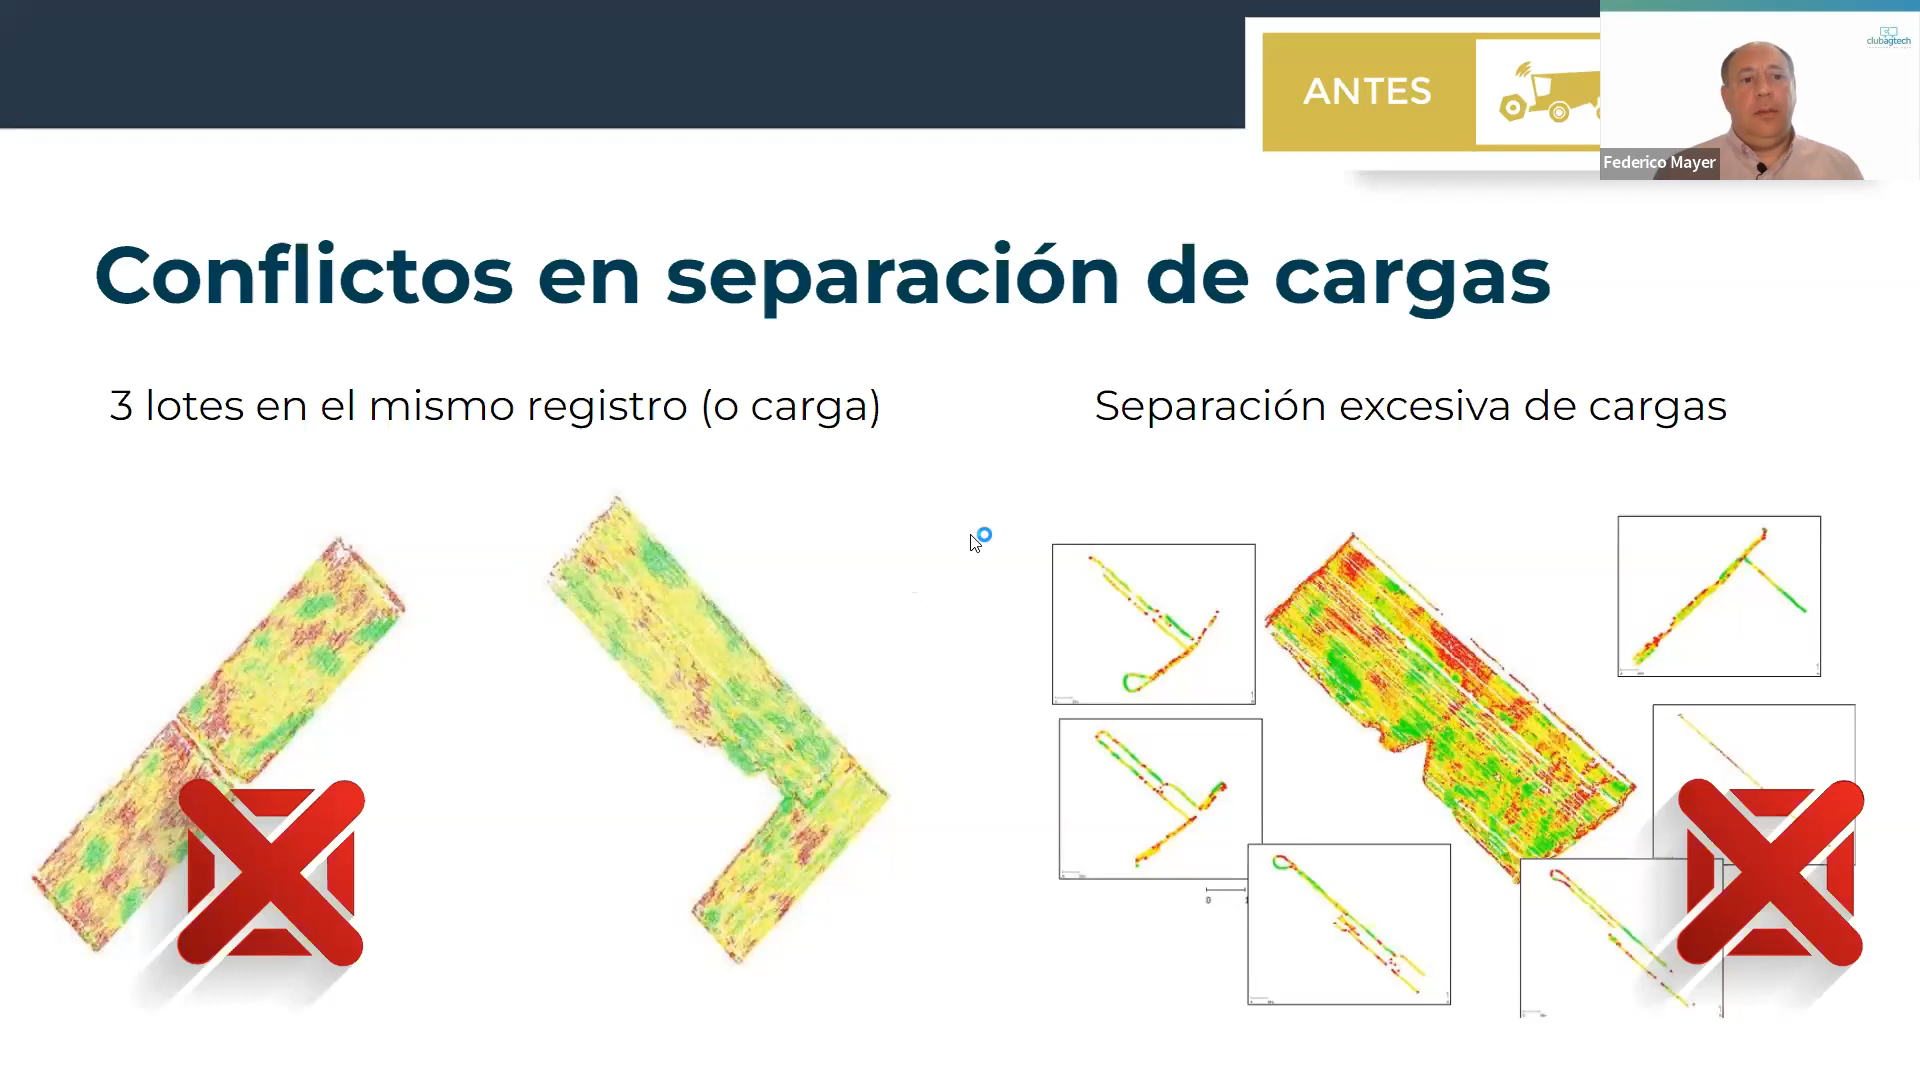 ANTES
clubagtech
Federico Mayer
Conflictos en separación de cargas
3 lotes en el mismo registro (o carga)
Separación excesiva de cargas
0